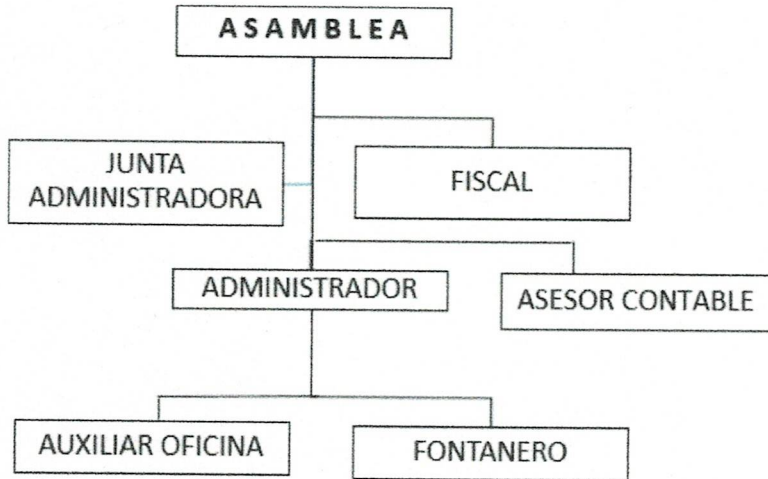 ASAMBLEA
JUNTA
ADMINISTRADORA
FISCAL
ADMINISTRADOR
ASESOR CONTABLE
AUXILIAR OFICINA
FONTANERO